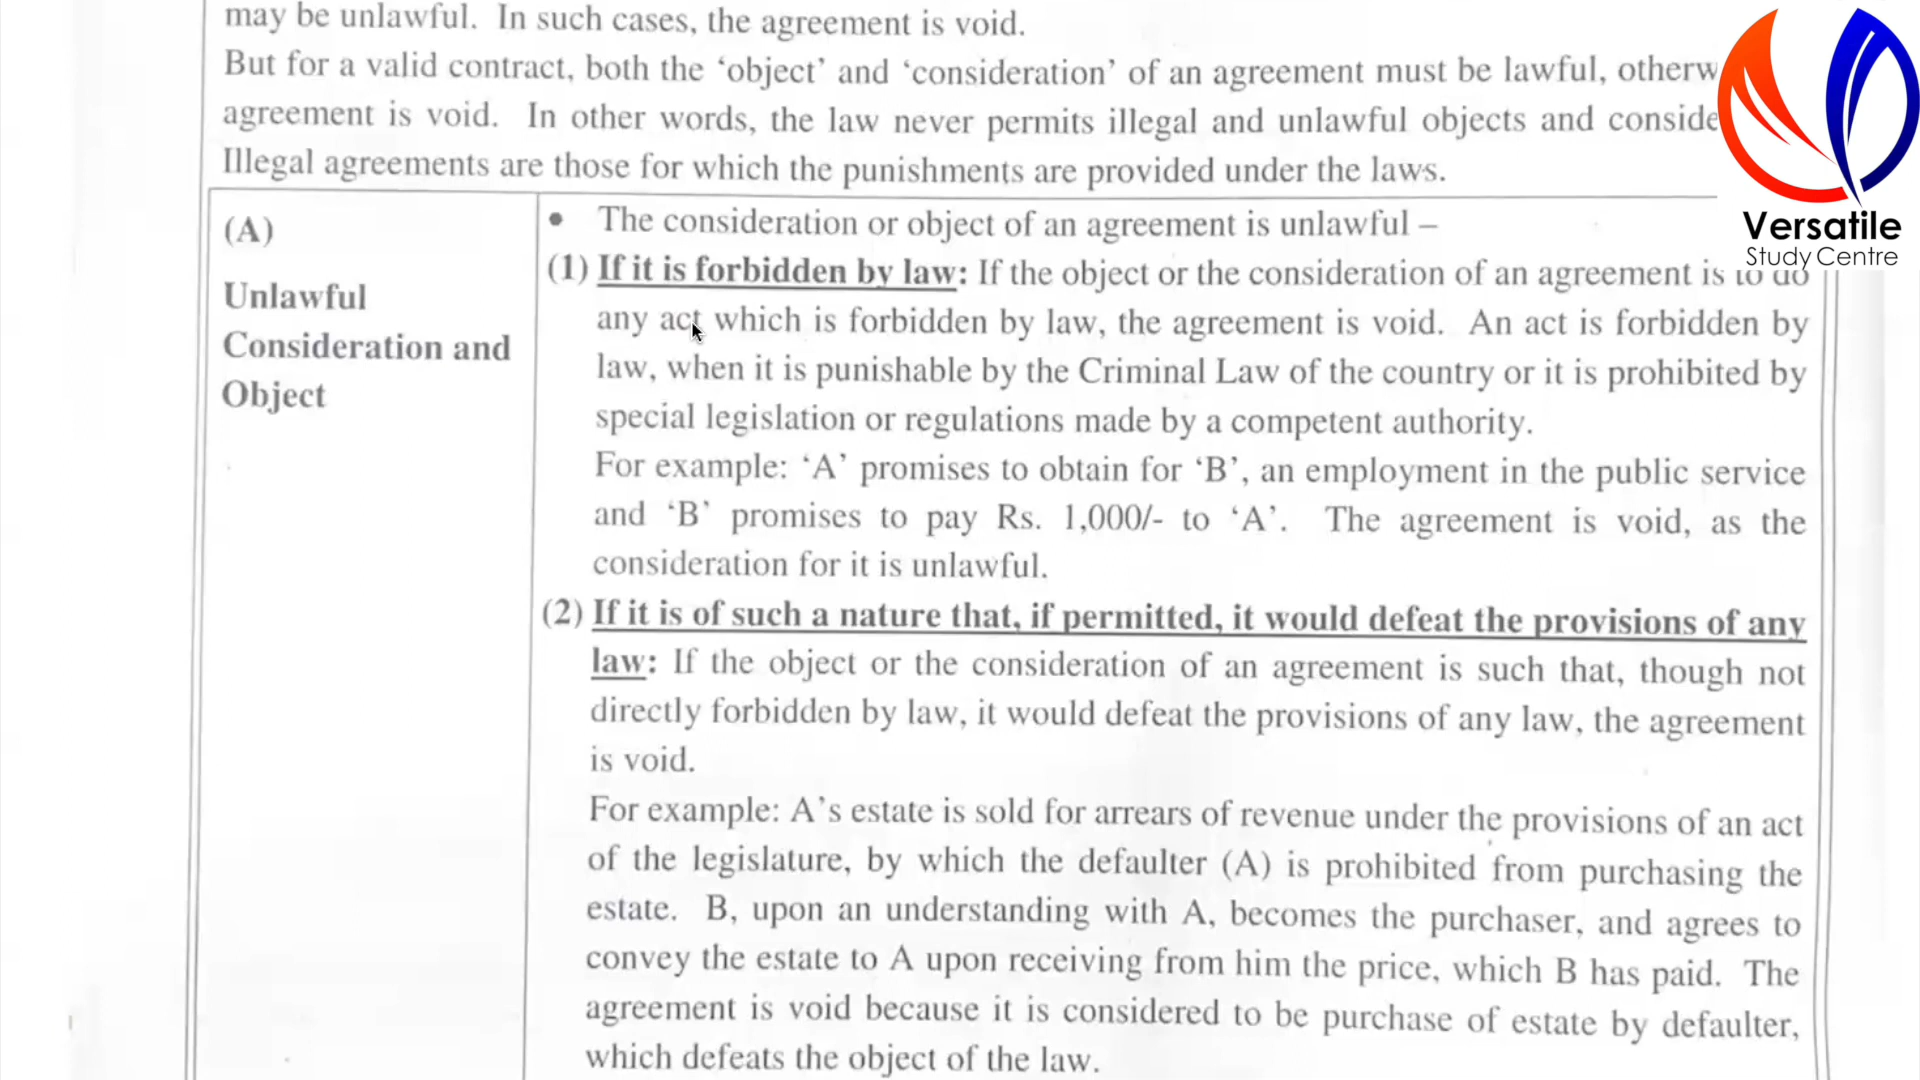 may be unlawful. In such cases, the agreement is void.
But for a valid contract, both the ‘object’ and ‘consideration’ of an agreement must be lawful, otherw
agreement is void. In other words, the law never permits illegal and unlawful objects and conside
Illegal agreements are those for which the punishments are provided under the laws.
Versatile
Study Centre
(A)
Unlawful
Consideration and
Object
• The consideration or object of an agreement is unlawful –
(1) If it is forbidden by law: If the object or the consideration of an agreement is to do
any act which is forbidden by law, the agreement is void. An act is forbidden by
law, when it is punishable by the Criminal Law of the country or it is prohibited by
special legislation or regulations made by a competent authority.
For example: ‘A’ promises to obtain for ‘B’, an employment in the public service
and ‘B’ promises to pay Rs. 1,000/- to ‘A’. The agreement is void, as the
consideration for it is unlawful.
(2) If it is of such a nature that, if permitted, it would defeat the provisions of any
law: If the object or the consideration of an agreement is such that, though not
directly forbidden by law, it would defeat the provisions of any law, the agreement
is void.
For example: A’s estate is sold for arrears of revenue under the provisions of an act
of the legislature, by which the defaulter (A) is prohibited from purchasing the
estate. B, upon an understanding with A, becomes the purchaser, and agrees to
convey the estate to A upon receiving from him the price, which B has paid. The
agreement is void because it is considered to be purchase of estate by defaulter,
which defeats the object of the law.